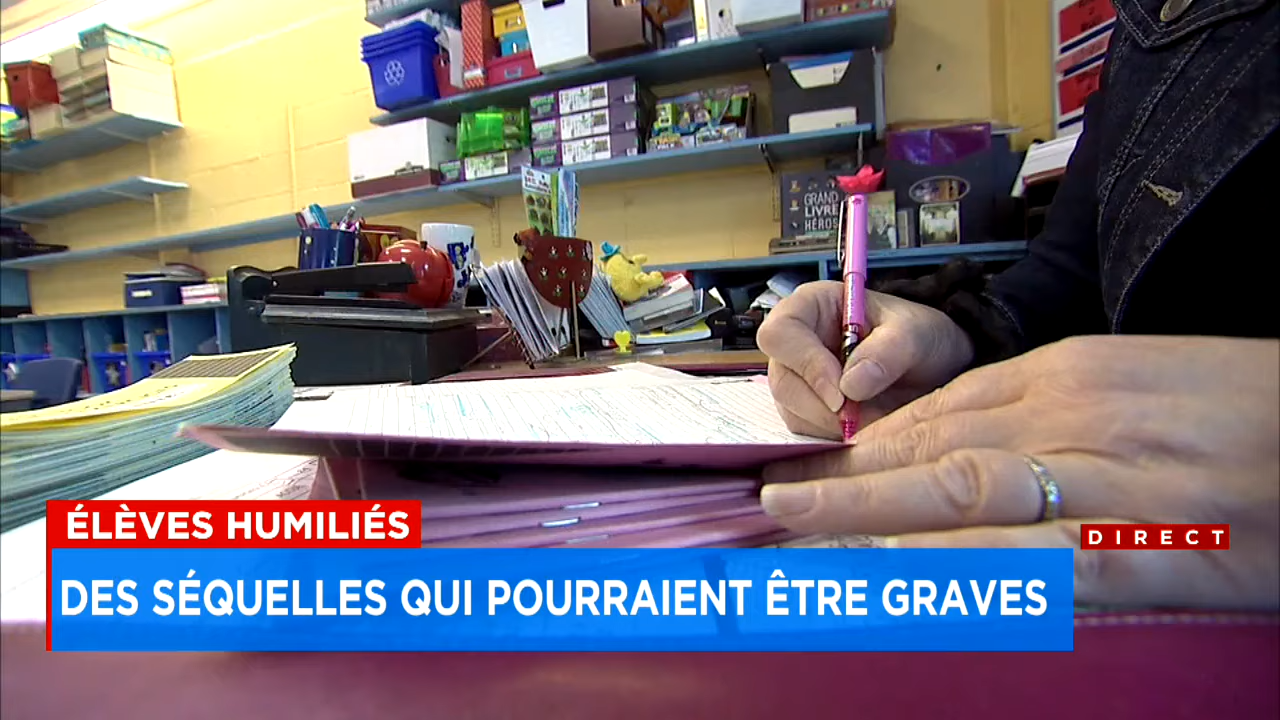 GRAND
LIVRE
HÉROS
ÉLÈVES HUMILIÉS
DIRECT
DES SÉQUELLES QUI POURRAIENT ÊTRE GRAVES